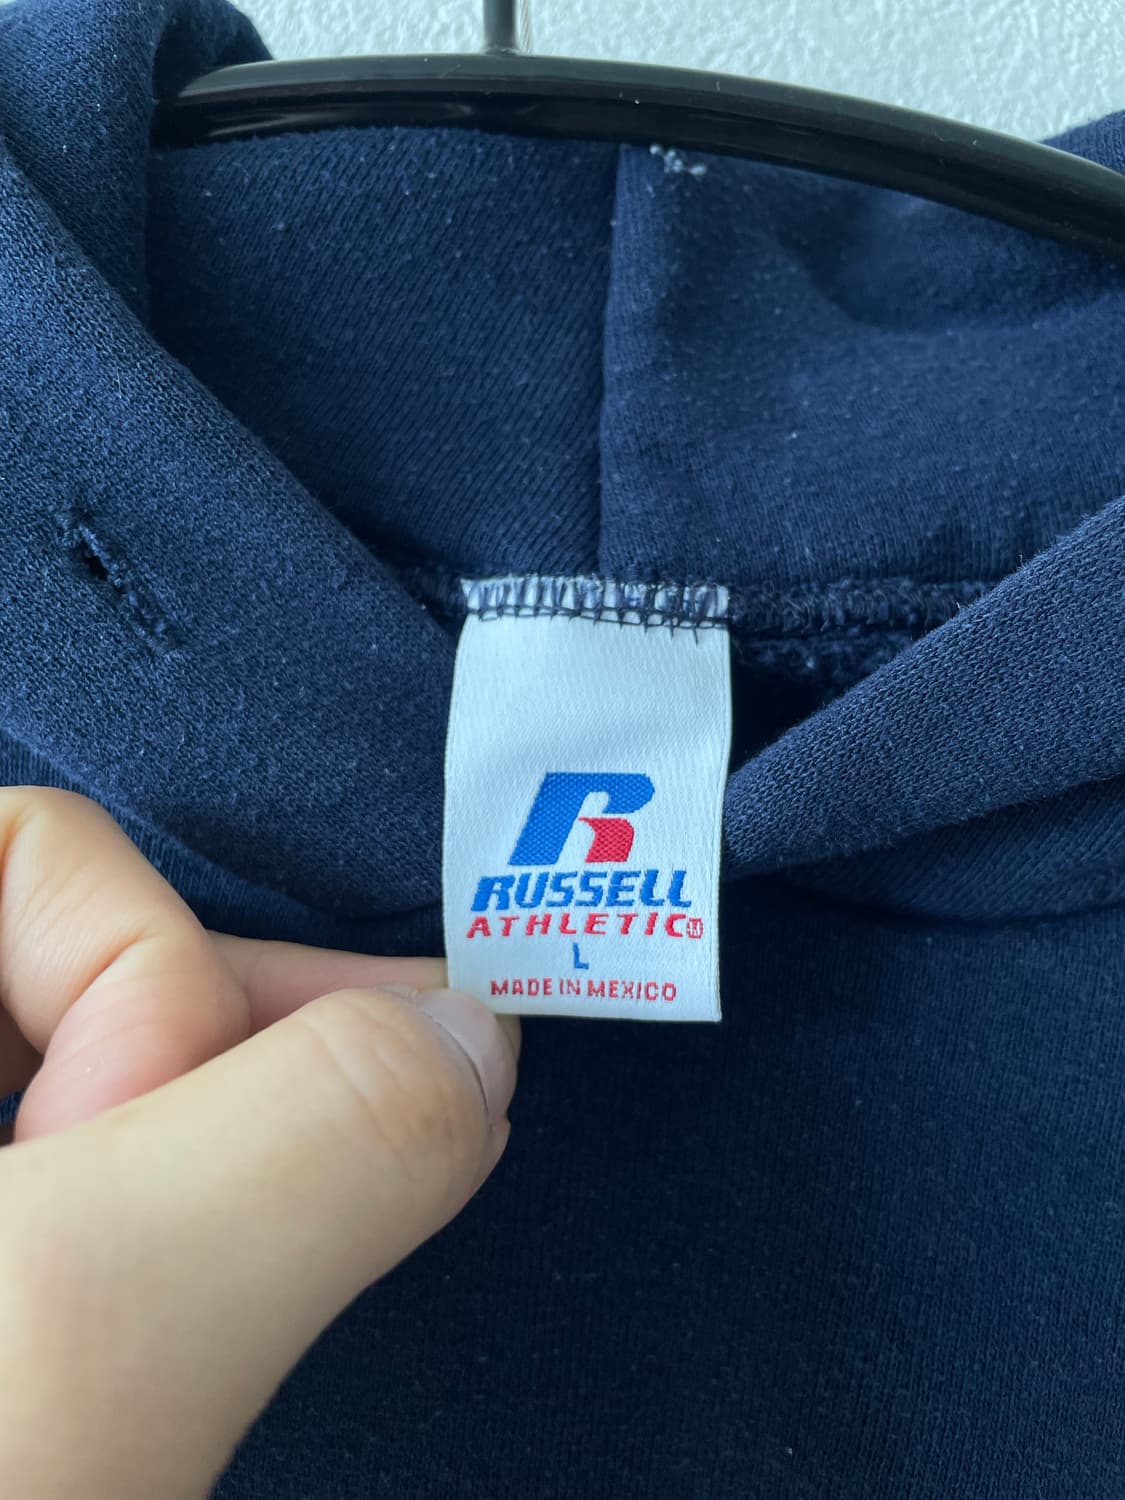 R
RUSSELL
ATHLETIC®
L
MADE IN MEXICO